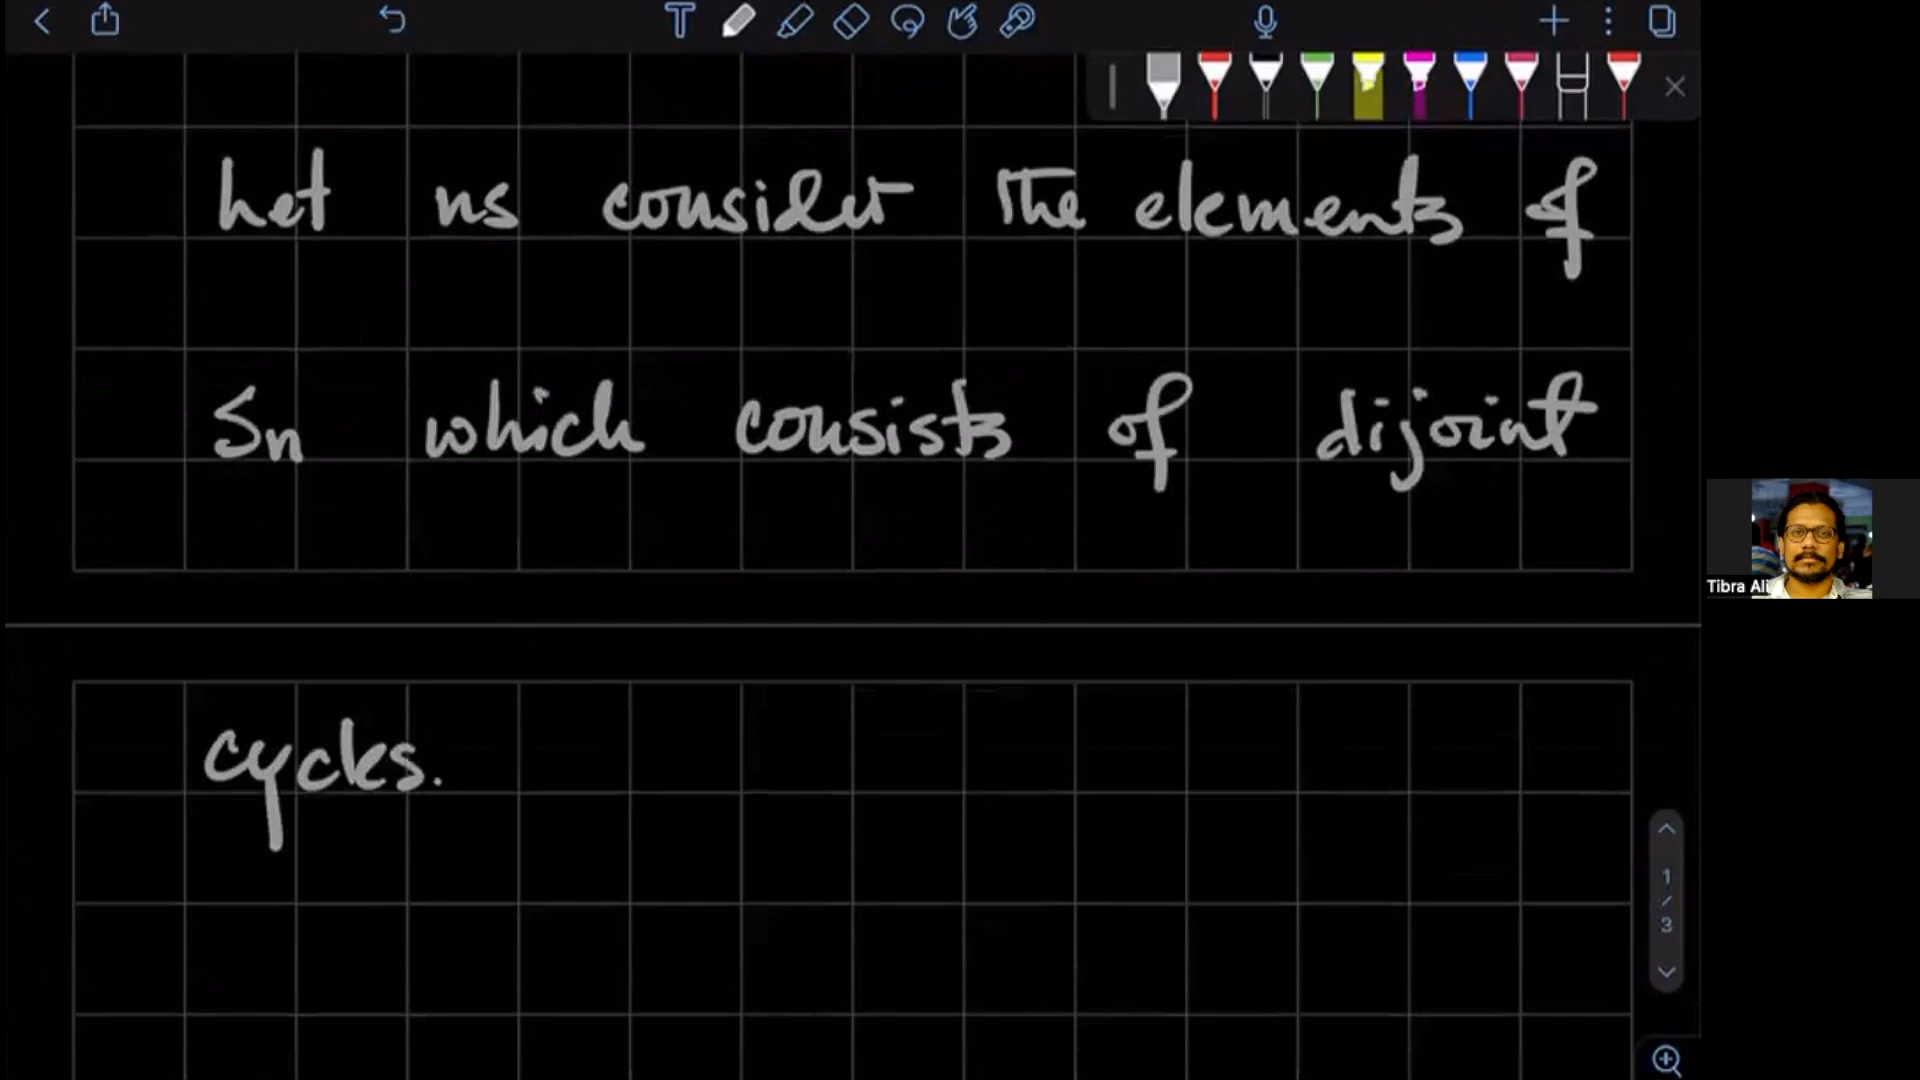 Let us consider the elements of
Sn which consists of dijoint
Tibra Ali
cycles.
1
/
3